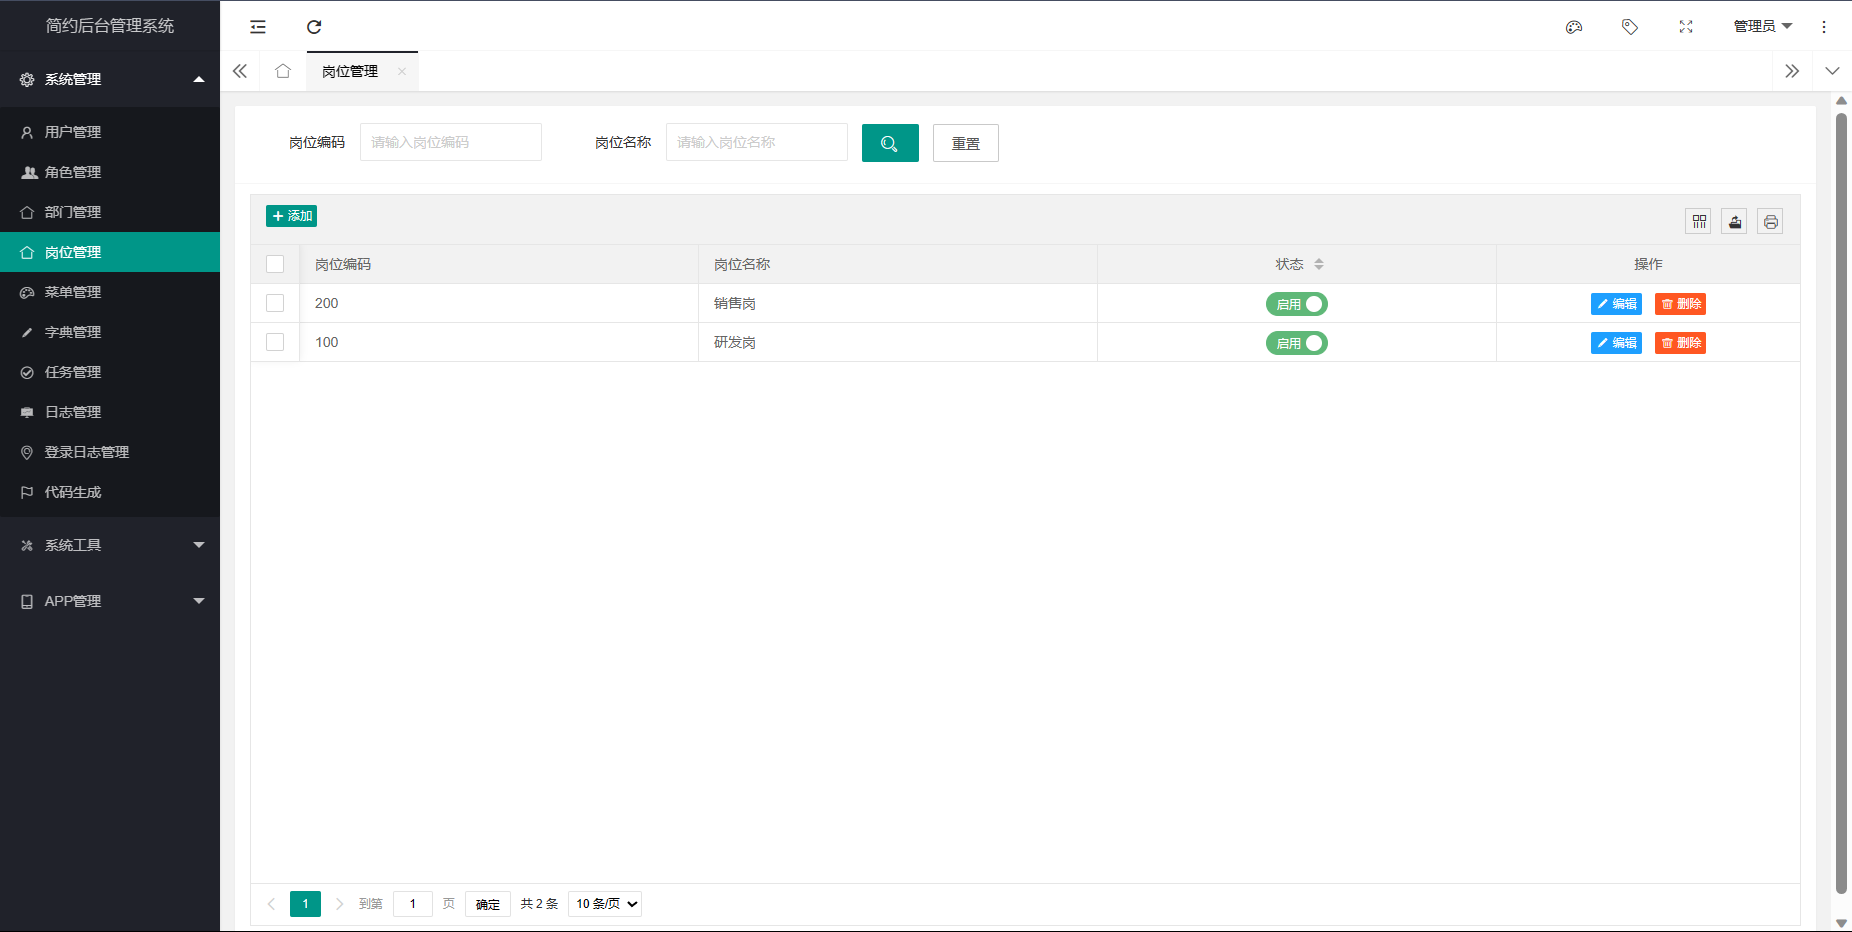 简约后台管理系统
管理员
系统管理
用户管理
角色管理
部门管理
岗位管理
菜单管理
字典管理
任务管理
日志管理
登录日志管理
代码生成
系统工具
APP管理
岗位管理
岗位编码 请输入岗位编码 岗位名称 请输入岗位名称 重置
添加
岗位编码 岗位名称 状态 操作
200 销售岗 启用 编辑 删除
100 研发岗 启用 编辑 删除
1 到第 1 页 确定 共 2 条 10 条/页